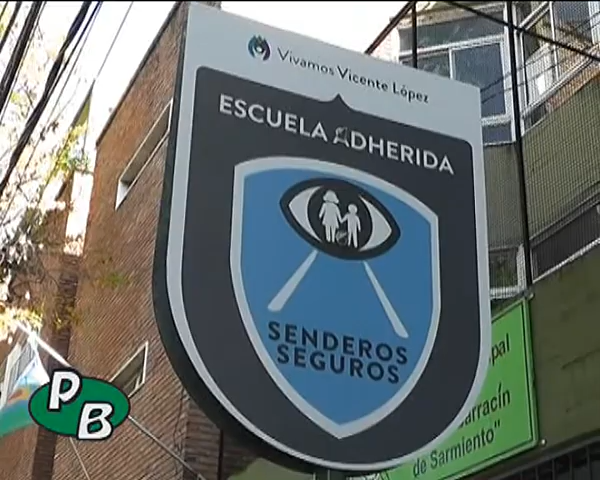 Vivamos Vicente López
ESCUELA ADHERIDA
SENDEROS
SEGUROS
de Sarmiento"
PB